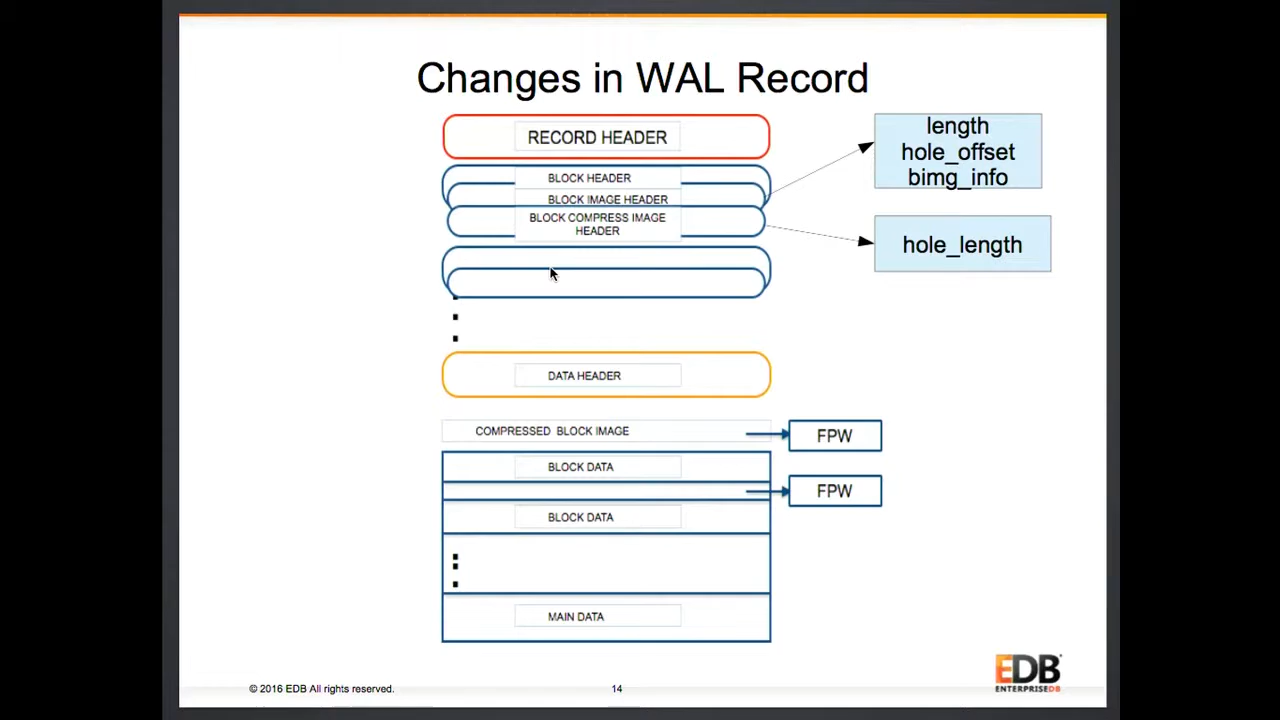 Changes in WAL Record
RECORD HEADER
BLOCK HEADER
BLOCK IMAGE HEADER
BLOCK COMPRESS IMAGE
HEADER
length
hole_offset
bimg_info
hole_length
DATA HEADER
COMPRESSED BLOCK IMAGE
FPW
BLOCK DATA
FPW
BLOCK DATA
MAIN DATA
© 2016 EDB All rights reserved.
14
EDB
ENTERPRISEDB